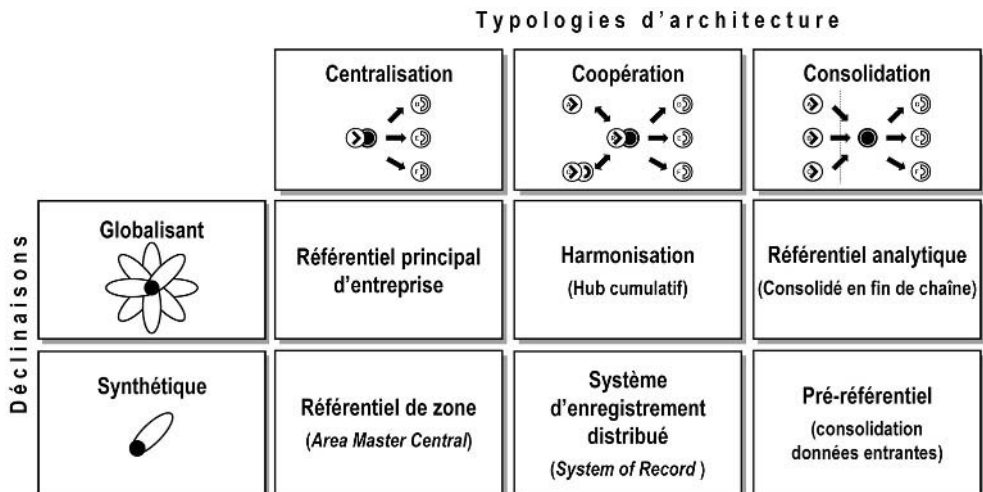 Typologies d'architecture
Centralisation
Coopération
Consolidation
Déclinaisons
Globalisant
Référentiel principal
d'entreprise
Harmonisation
(Hub cumulatif)
Référentiel analytique
(Consolidé en fin de chaîne)
Synthétique
Référentiel de zone
(Area Master Central)
Système
d'enregistrement
distribué
(System of Record )
Pré-référentiel
(consolidation
données entrantes)